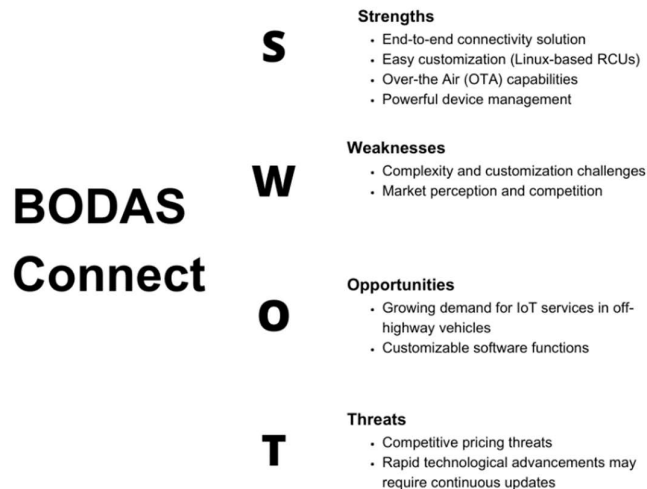 BODAS
Connect
S
Strengths
• End-to-end connectivity solution
• Easy customization (Linux-based RCUs)
• Over-the Air (OTA) capabilities
• Powerful device management
W
Weaknesses
• Complexity and customization challenges
• Market perception and competition
O
Opportunities
• Growing demand for IoT services in off-
highway vehicles
• Customizable software functions
T
Threats
• Competitive pricing threats
• Rapid technological advancements may
require continuous updates